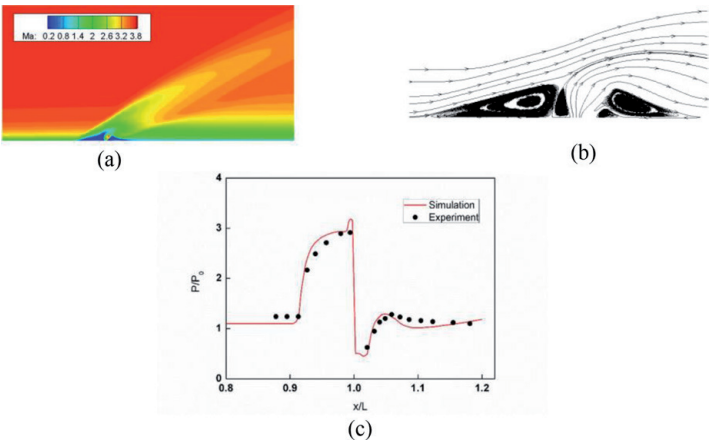 Ma: 0.2 0.8 1.4 2 2.6 3.2 3.8
(a)
(b)
4
3
2
1
0
P/P0
Simulation
Experiment
0.8 0.9 1.0 1.1 1.2
x/L
(c)